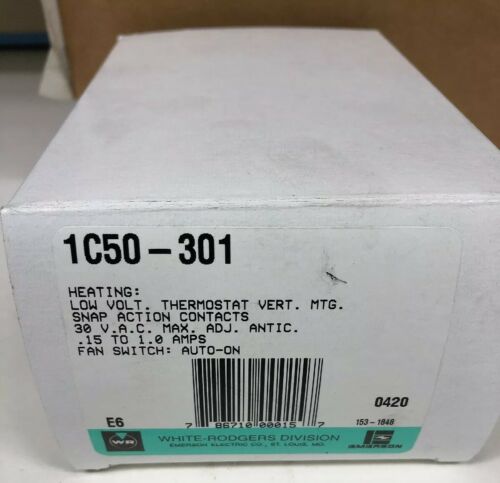 1C50-301
HEATING:
LOW VOLT. THERMOSTAT VERT. MTG.
SNAP ACTION CONTACTS
30 V.A.C. MAX. ADJ. ANTIC.
.15 TO 1.0 AMPS
FAN SWITCH: AUTO-ON
E6
7 86710 00015 7
0420
153-1848
WR
WHITE-RODGERS DIVISION
EMERSON ELECTRIC CO., ST. LOUIS, MO.
EMERSON